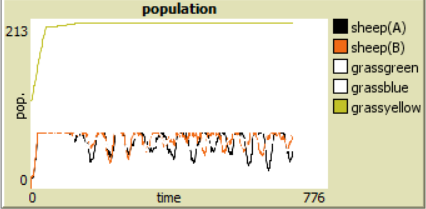 population
213
pop.
0
0
time
776
sheep(A)
sheep(B)
grassgreen
grassblue
grassyellow